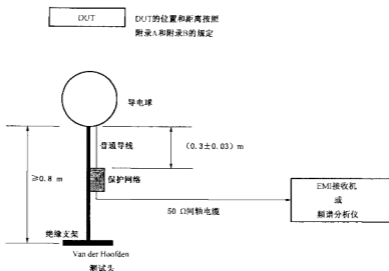 DUT
DUT的位置和距离按照
附录A和附录B的规定
导电球
普通导线
(0.3±0.03) m
≥0.8 m
保护网络
EMI接收机
或
频谱分析仪
50 Ω同轴电缆
绝缘支架
Van der Hoofden
测试头